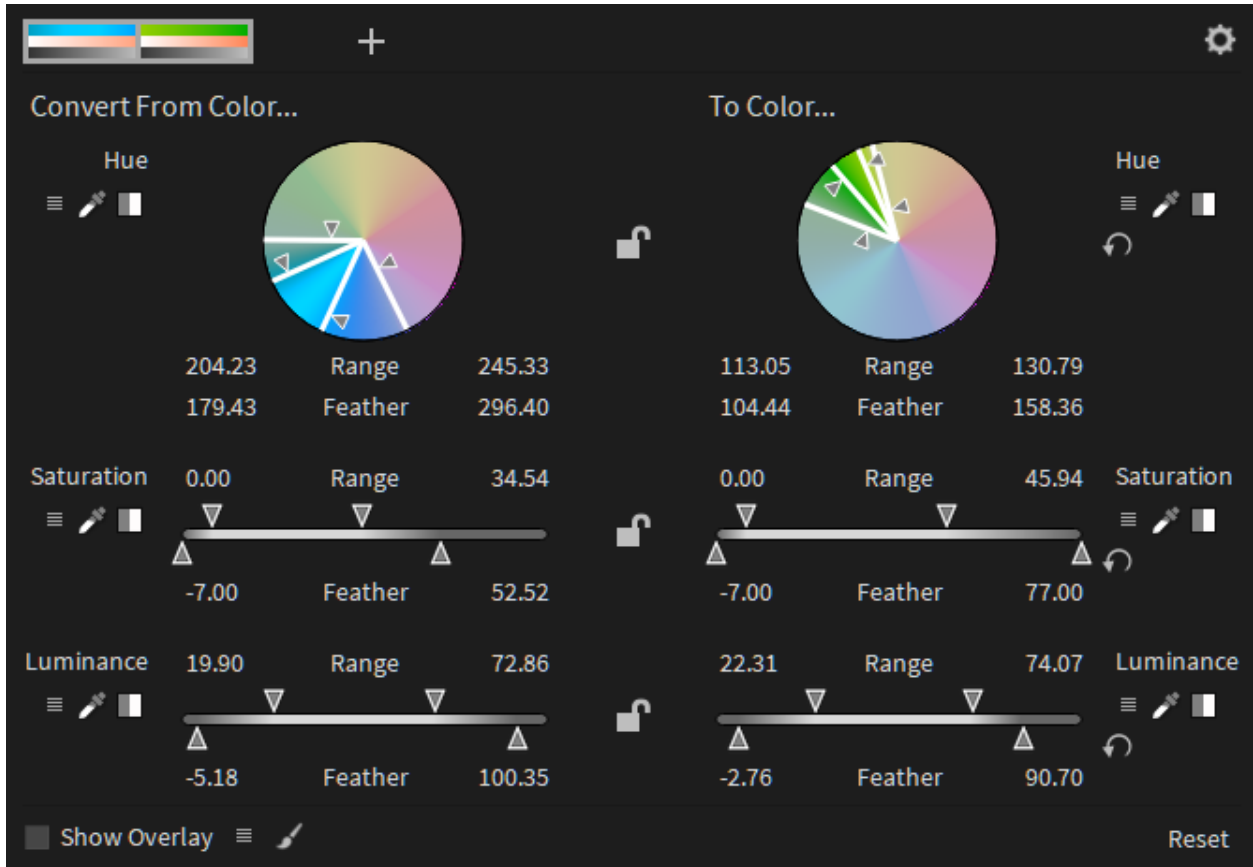 Convert From Color... To Color...
Hue Hue
204.23 Range 245.33 113.05 Range 130.79
179.43 Feather 296.40 104.44 Feather 158.36
Saturation 0.00 Range 34.54 0.00 Range 45.94 Saturation
-7.00 Feather 52.52 -7.00 Feather 77.00
Luminance 19.90 Range 72.86 22.31 Range 74.07 Luminance
-5.18 Feather 100.35 -2.76 Feather 90.70
Show Overlay Reset